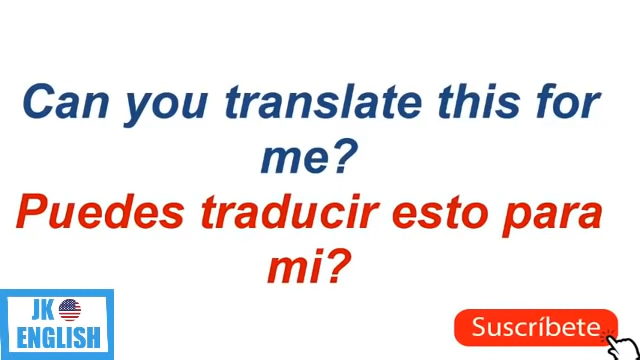 Can you translate this for
me?
Puedes traducir esto para
mi?
JK
ENGLISH
Suscríbete